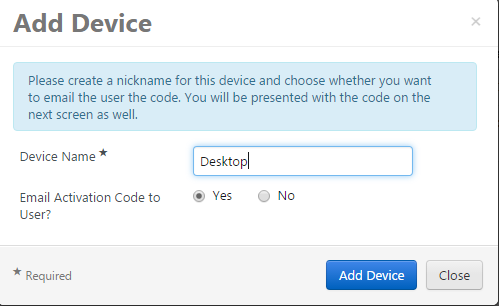 Add Device ×
Please create a nickname for this device and choose whether you want
to email the user the code. You will be presented with the code on the
next screen as well.
Device Name ★ Desktop
Email Activation Code to Yes No
User?
★ Required Add Device Close